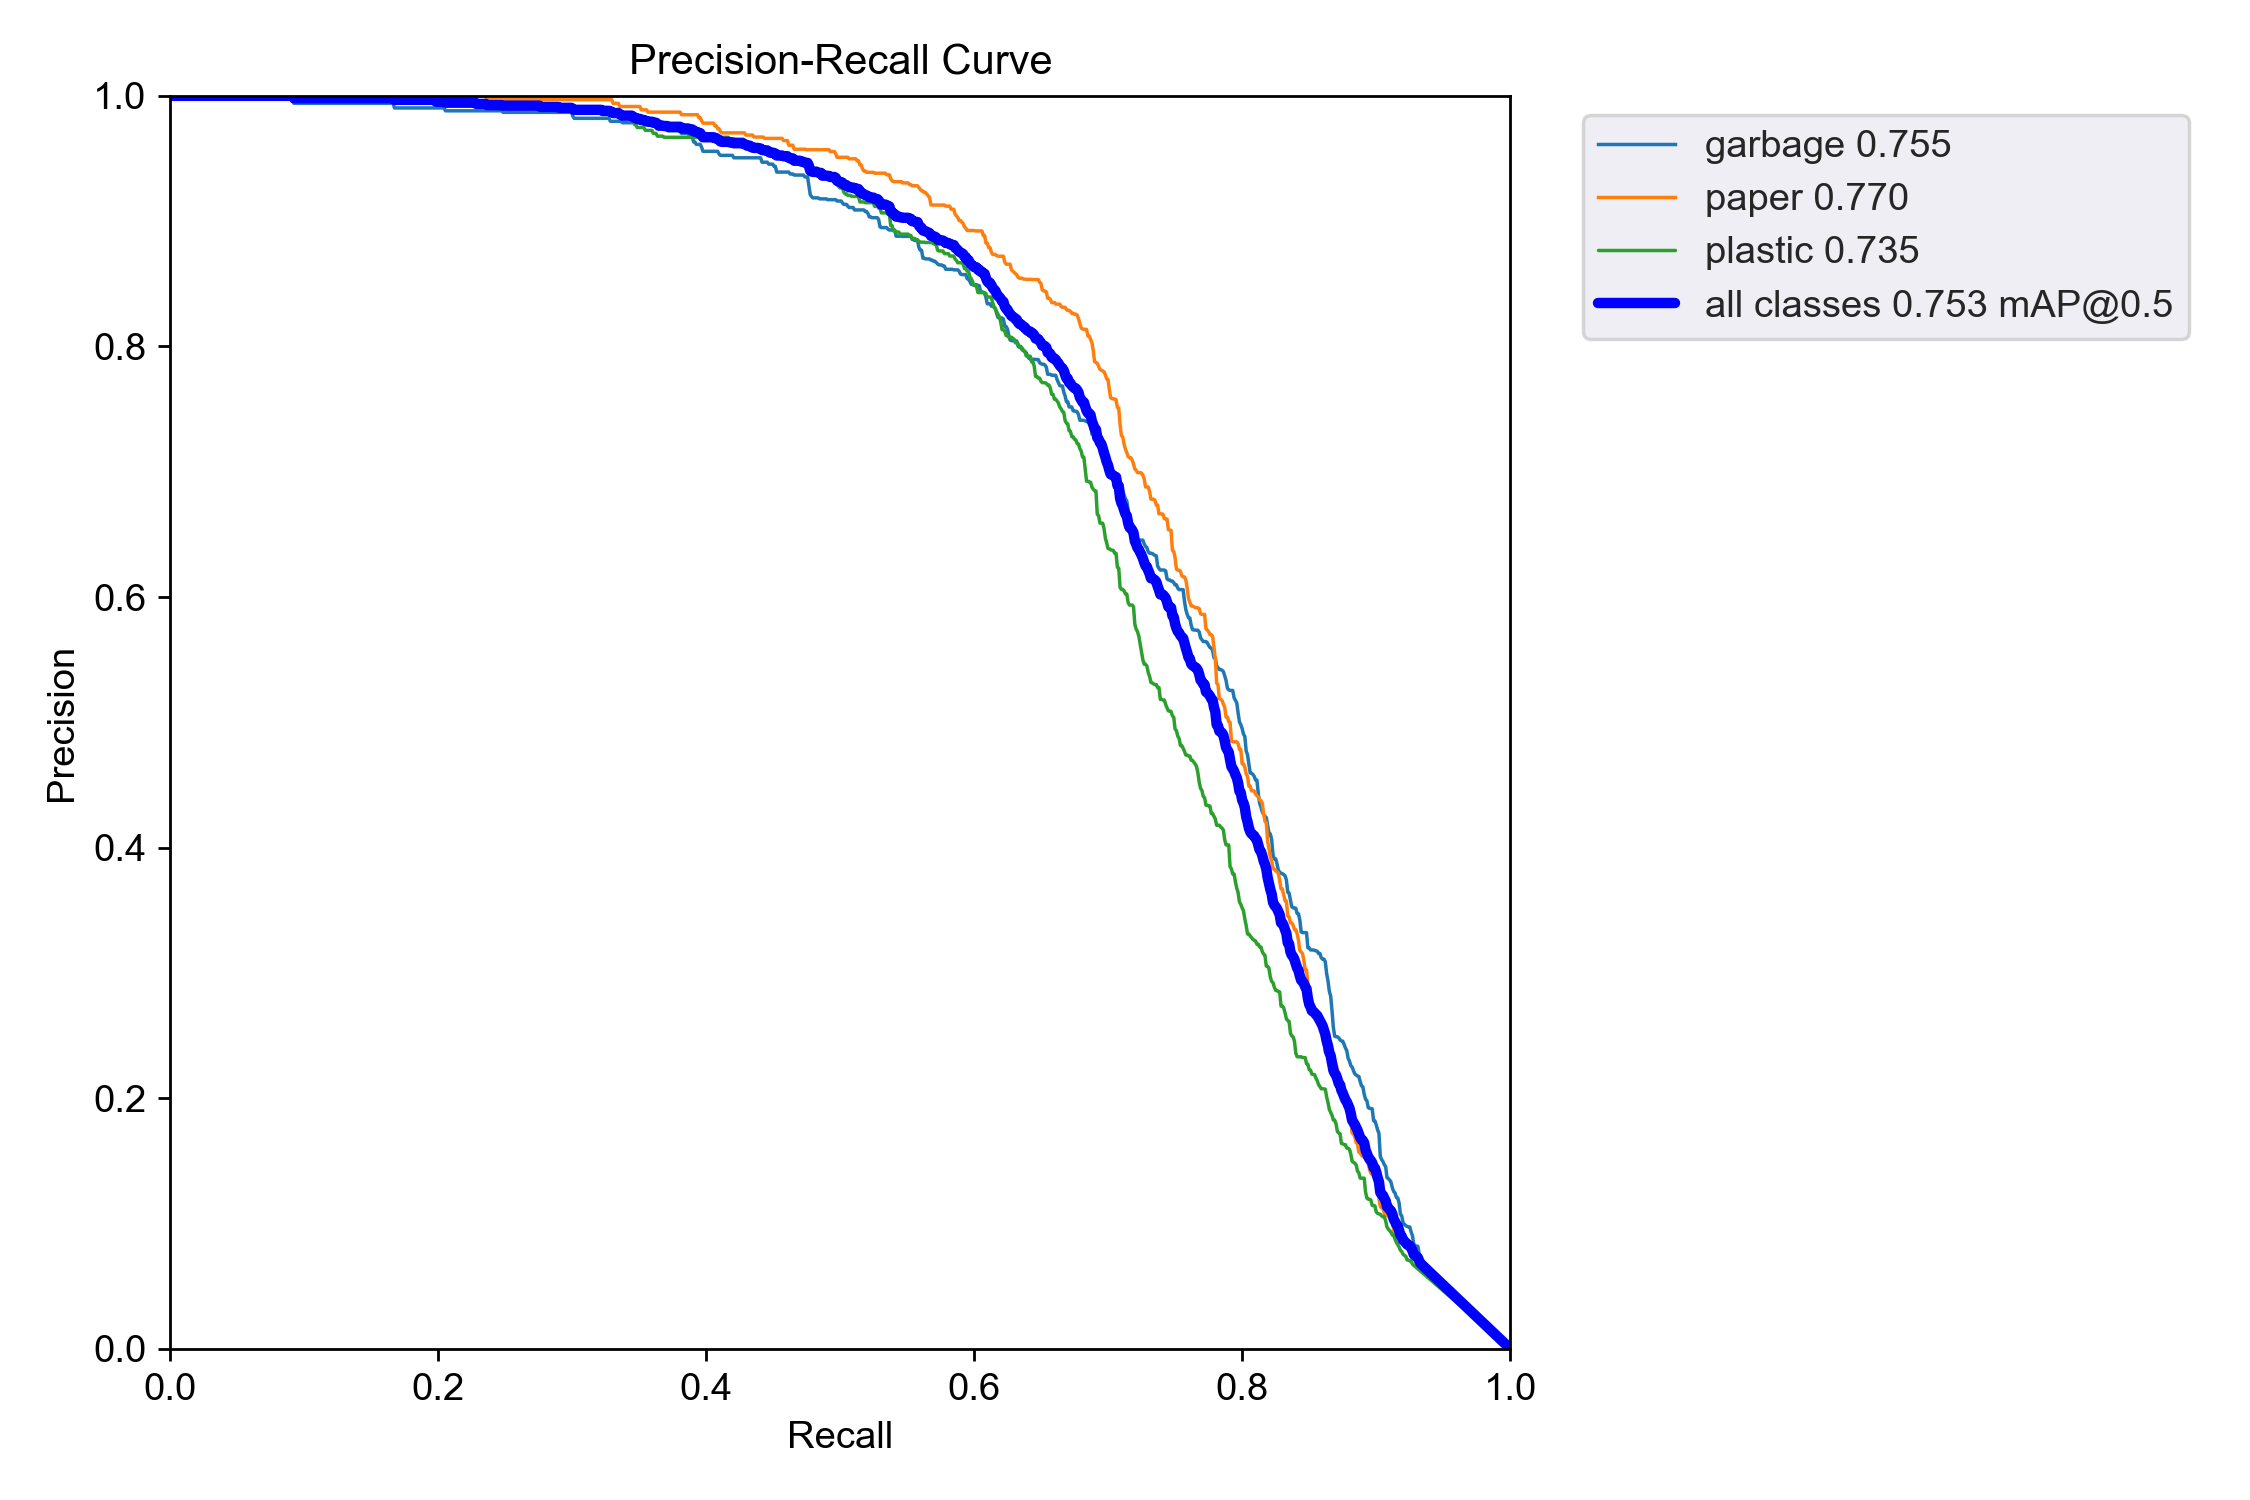 Precision-Recall Curve
1.0
0.8
0.6
0.4
0.2
0.0
Precision
0.0 0.2 0.4 0.6 0.8 1.0
Recall
garbage 0.755
paper 0.770
plastic 0.735
all classes 0.753 mAP@0.5